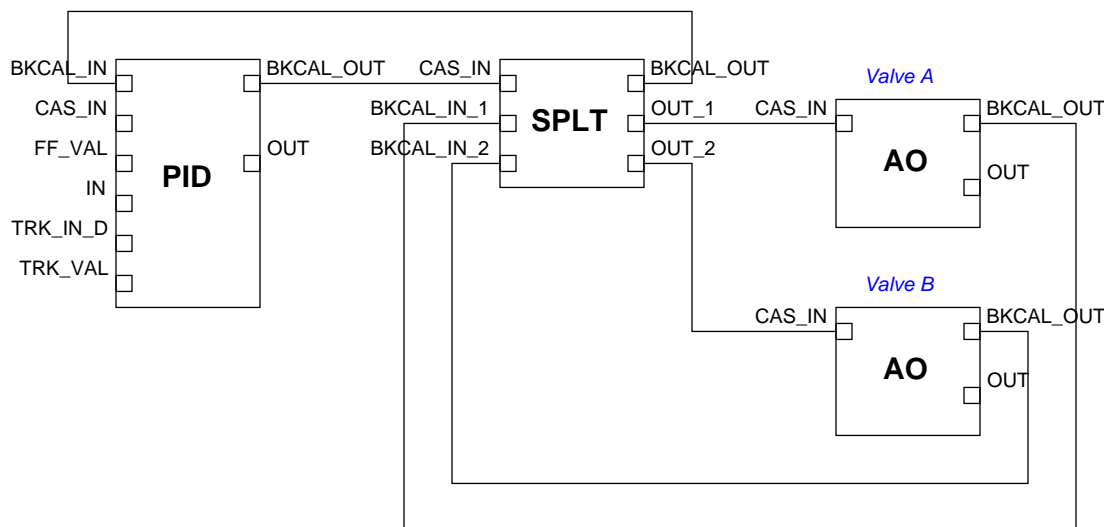 BKCAL_IN
CAS_IN
FF_VAL
IN
TRK_IN_D
TRK_VAL
PID
BKCAL_OUT
OUT
CAS_IN
BKCAL_IN_1
BKCAL_IN_2
SPLT
BKCAL_OUT
OUT_1
OUT_2
Valve A
CAS_IN
AO
BKCAL_OUT
OUT
Valve B
CAS_IN
AO
BKCAL_OUT
OUT